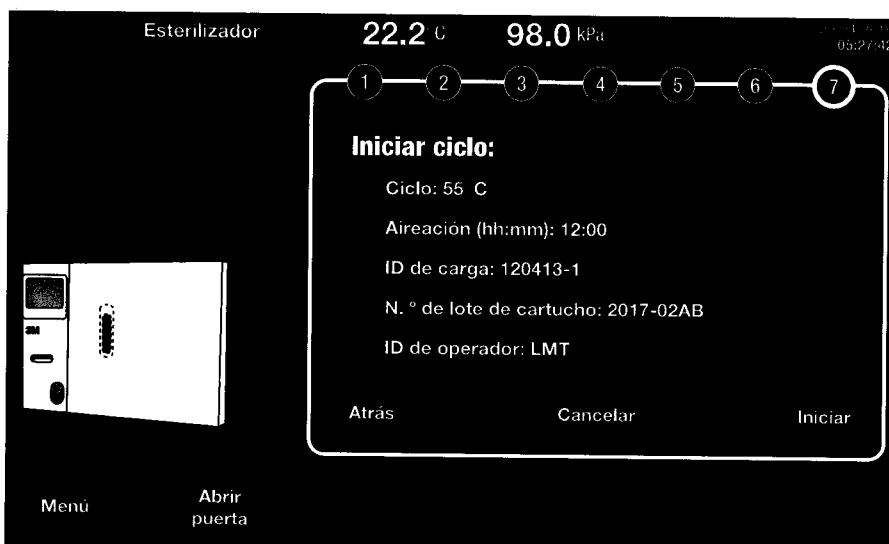 Esterilizador 22.2 C 98.0 kPa
05:27:42
1 2 3 4 5 6 7
Iniciar ciclo:
Ciclo: 55 C
Aireación (hh:mm): 12:00
ID de carga: 120413-1
N. ° de lote de cartucho: 2017-02AB
ID de operador: LMT
3M
Atrás Cancelar Iniciar
Menú Abrir puerta